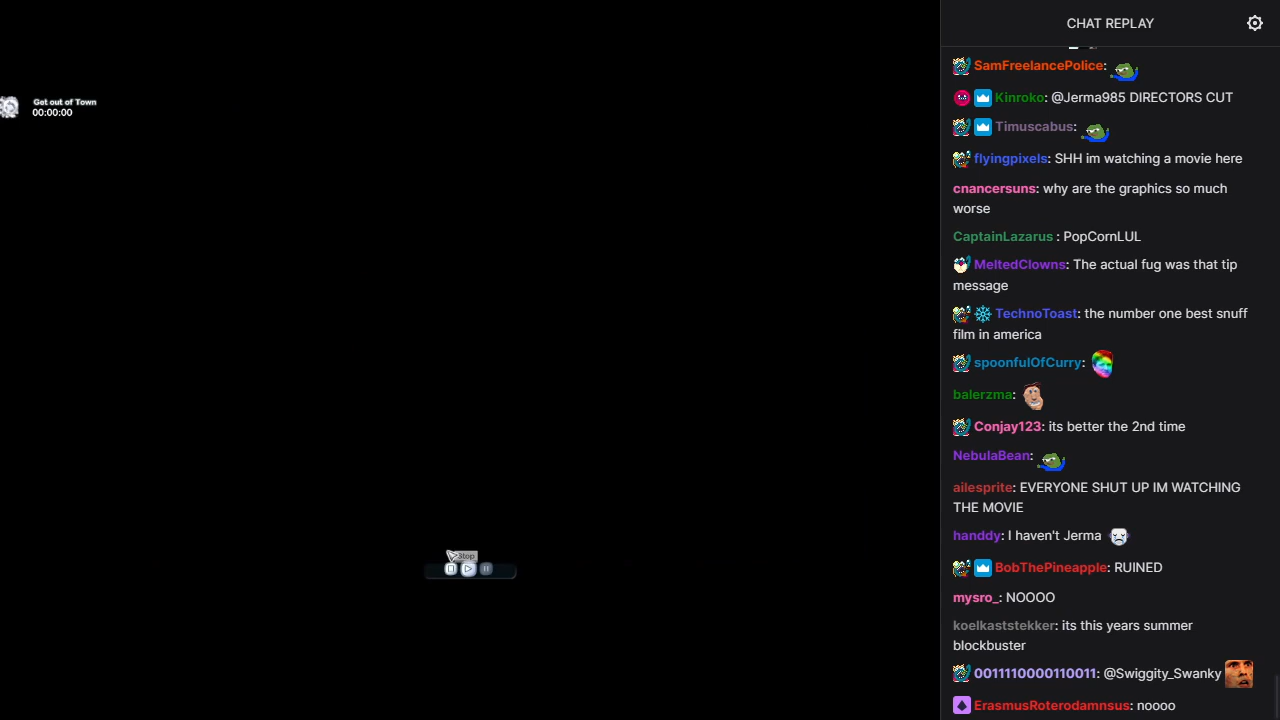 Get out of Town
00:00:00
Stop
CHAT REPLAY
SamFreelancePolice:
Kinroko: @Jerma985 DIRECTORS CUT
Timuscabus:
flyingpixels: SHH im watching a movie here
cnancersuns: why are the graphics so much
worse
CaptainLazarus : PopCornLUL
MeltedClowns: The actual fug was that tip
message
TechnoToast: the number one best snuff
film in america
spoonfulOfCurry:
balerzma:
Conjay123: its better the 2nd time
NebulaBean:
ailesprite: EVERYONE SHUT UP IM WATCHING
THE MOVIE
handdy: I haven't Jerma
BobThePineapple: RUINED
mysro_: NOOOO
koelkaststekker: its this years summer
blockbuster
0011110000110011: @Swiggity_Swanky
ErasmusRoterodamnsus: noooo